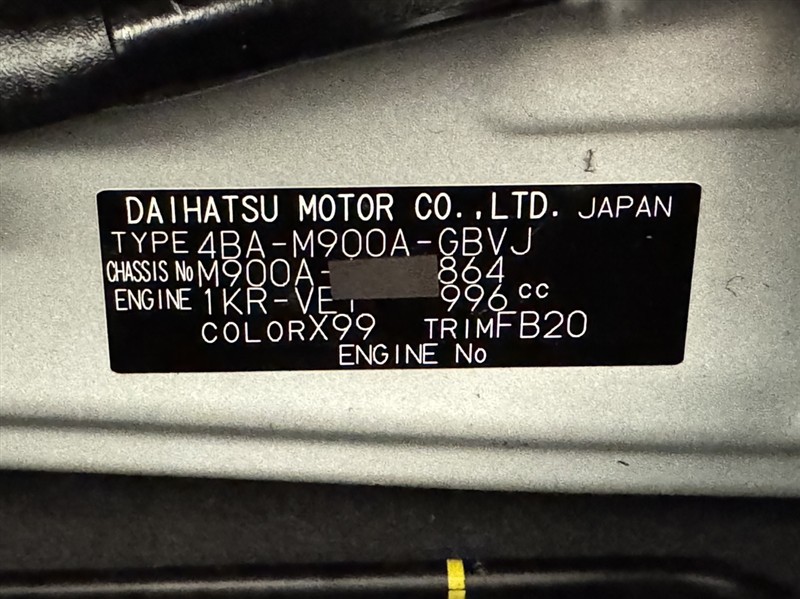 DAIHATSU MOTOR CO.,LTD. JAPAN
TYPE 4BA-M900A-GBVJ
CHASSIS No M900A- 864
ENGINE 1KR-VET 996 cc
COLOR X99 TRIM FB20
ENGINE No